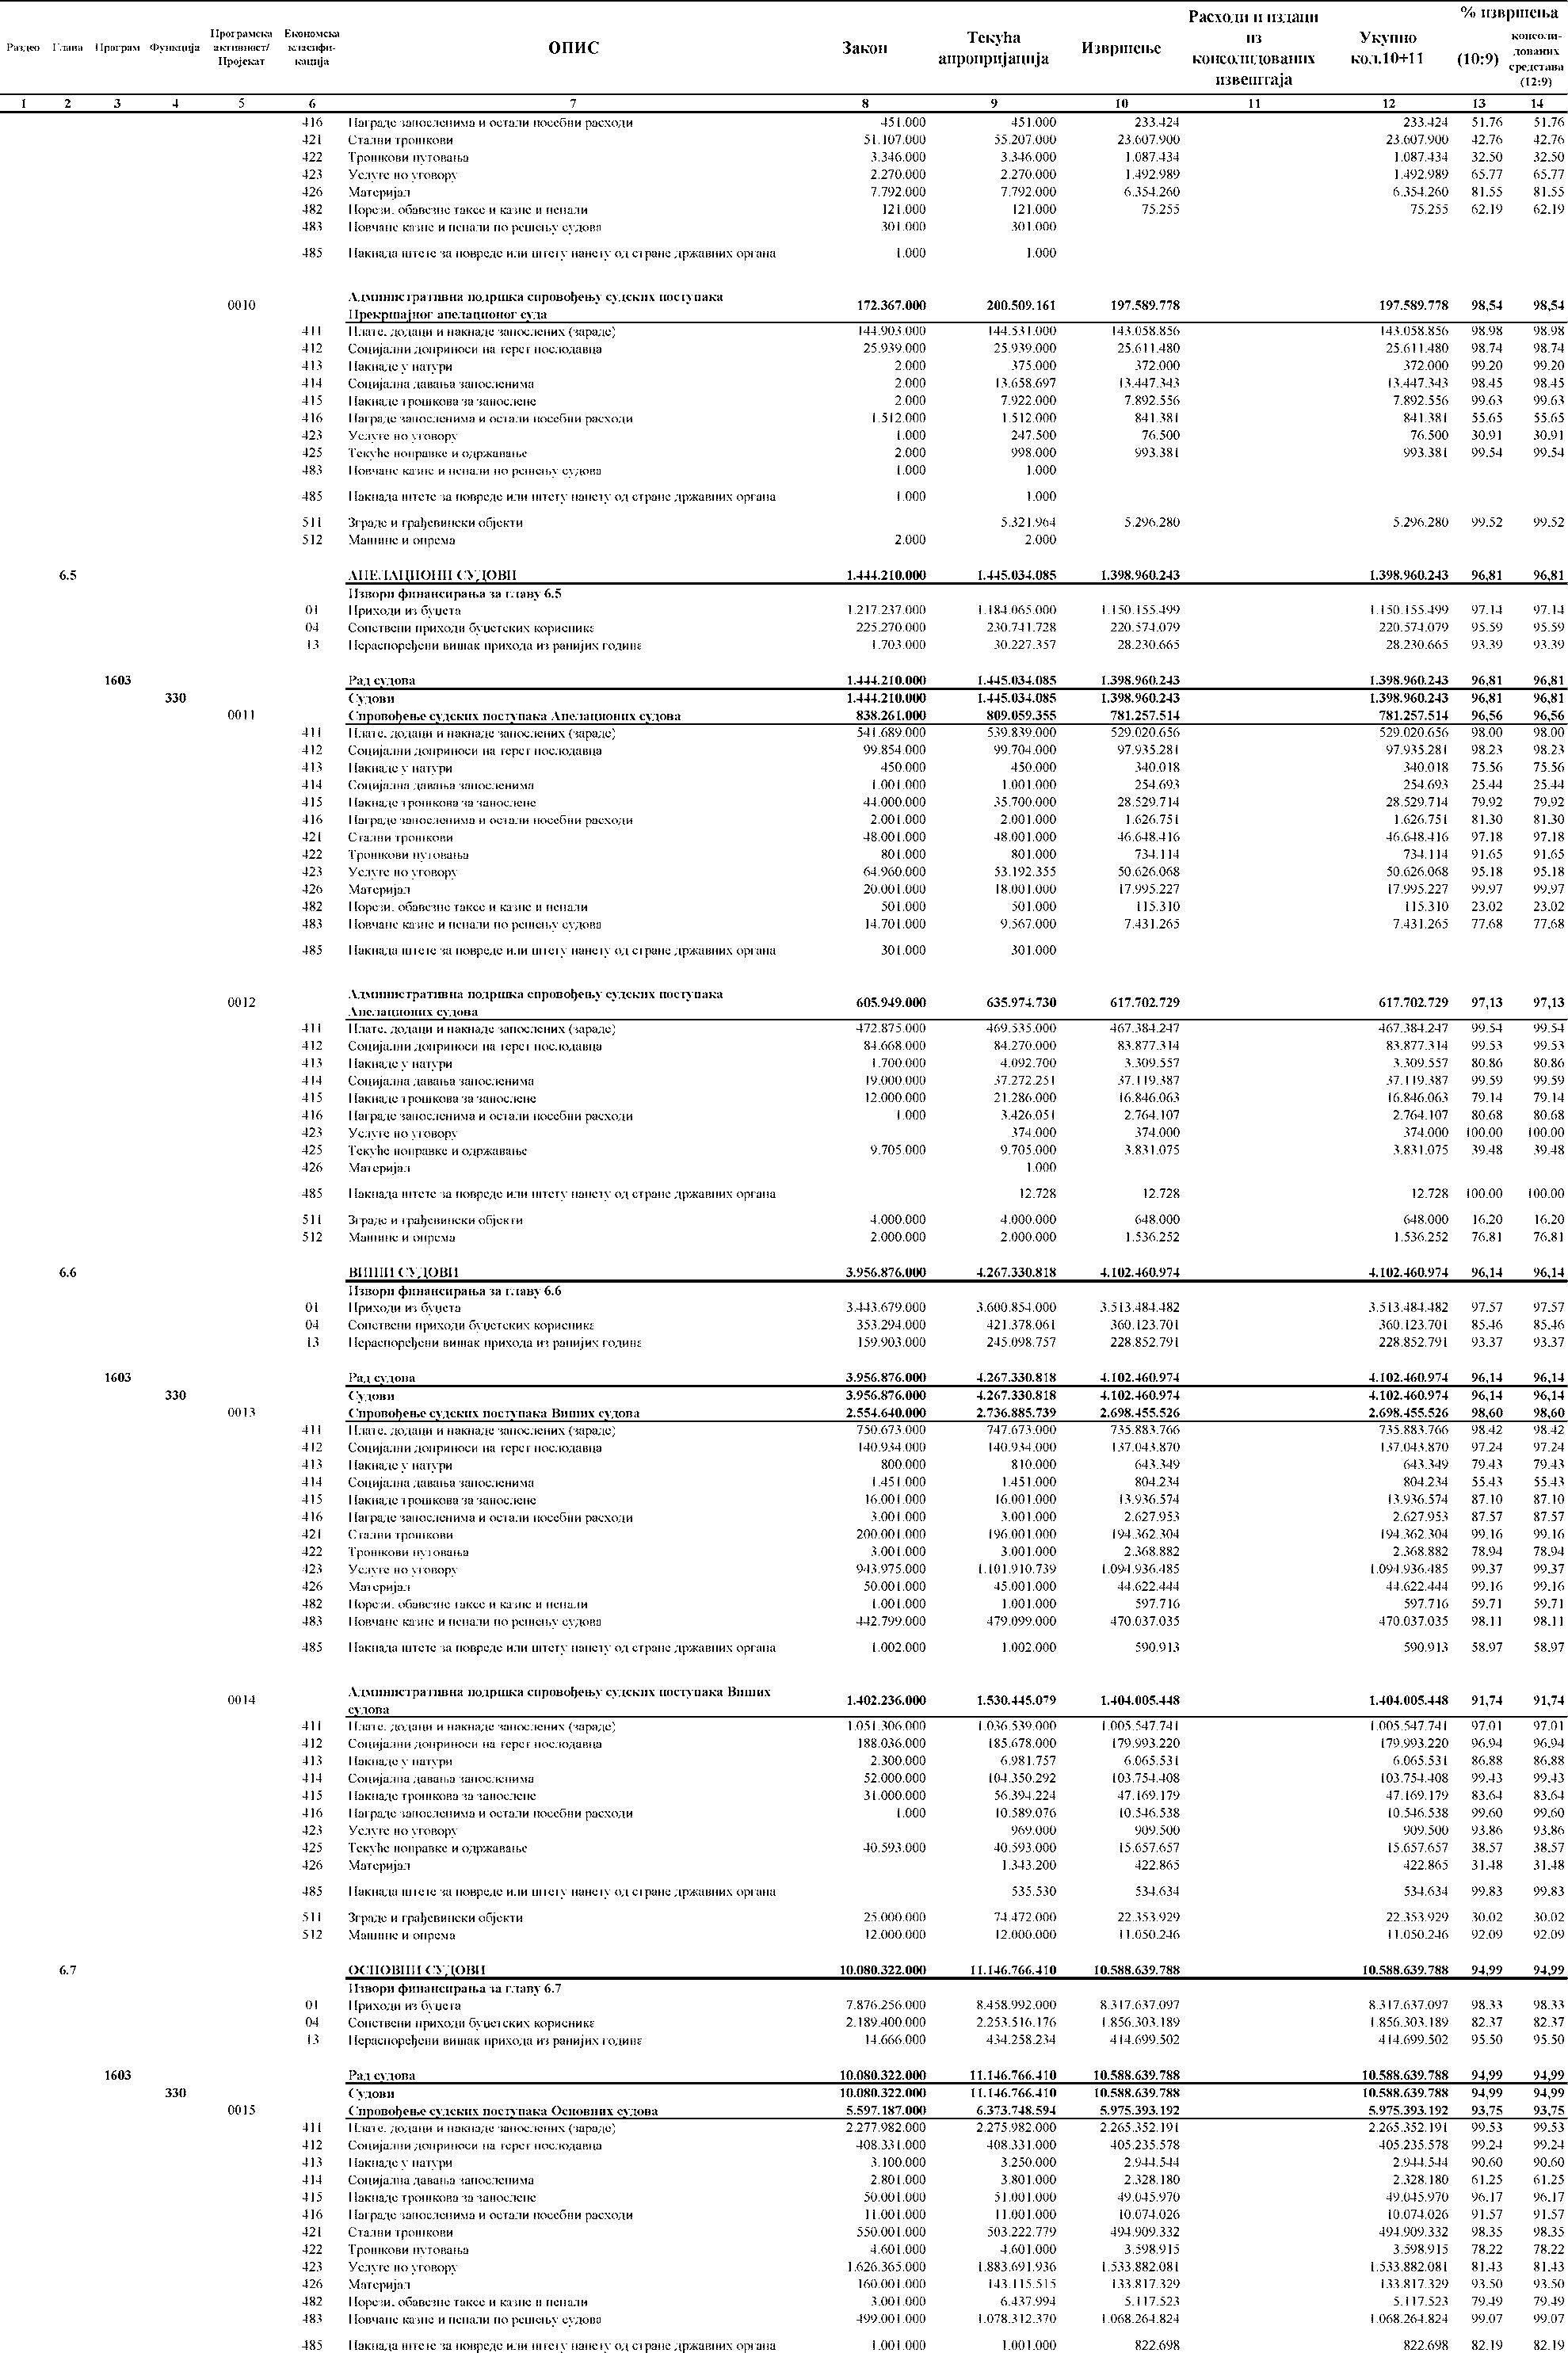 Раздео Глава Програм Функција Програмска активност/ Пројекат Економска класифи-кација ОПИС Закон Текућа апропријација Извршење Расходи и издаци из консолидованих извештаја Укупно кол.10+11 % извршења (10:9) консоли-дованих средстава (12:9)
1 2 3 4 5 6 7 8 9 10 11 12 13 14
416 Награде запосленима и остали посебни расходи 451.000 451.000 233.424 233.424 51,76 51,76
421 Стални трошкови 51.107.000 55.207.000 23.607.900 23.607.900 42,76 42,76
422 Трошкови путовања 3.346.000 3.346.000 1.087.434 1.087.434 32,50 32,50
423 Услуге по уговору 2.270.000 2.270.000 1.492.989 1.492.989 65,77 65,77
426 Материјал 7.792.000 7.792.000 6.354.260 6.354.260 81,55 81,55
482 Порези, обавезне таксе и казне и пенали 121.000 121.000 75.255 75.255 62,19 62,19
483 Новчане казне и пенали по решењу судова 301.000 301.000
485 Накнада штете за повреде или штету нанету од стране државних органа 1.000 1.000
0010 Административна подршка спровођењу судских поступака Прекршајног апелационог суда 172.367.000 200.509.161 197.589.778 197.589.778 98,54 98,54
411 Плате, додаци и накнаде запослених (зараде) 144.903.000 144.531.000 143.058.856 143.058.856 98,98 98,98
412 Социјални доприноси на терет послодавца 25.939.000 25.939.000 25.611.480 25.611.480 98,74 98,74
413 Накнаде у натури 2.000 375.000 372.000 372.000 99,20 99,20
414 Социјална давања запосленима 2.000 13.658.697 13.447.343 13.447.343 98,45 98,45
415 Накнаде трошкова за запослене 2.000 7.922.000 7.892.556 7.892.556 99,63 99,63
416 Награде запосленима и остали посебни расходи 1.512.000 1.512.000 841.381 841.381 55,65 55,65
423 Услуге по уговору 1.000 247.500 76.500 76.500 30,91 30,91
425 Текуће поправке и одржавање 2.000 998.000 993.381 993.381 99,54 99,54
483 Новчане казне и пенали по решењу судова 1.000 1.000
485 Накнада штете за повреде или штету нанету од стране државних органа 1.000 1.000
511 Зграде и грађевински објекти 5.321.964 5.296.280 5.296.280 99,52 99,52
512 Машине и опрема 2.000 2.000
6.5 АПЕЛАЦИОНИ СУДОВИ 1.444.210.000 1.445.034.085 1.398.960.243 1.398.960.243 96,81 96,81
Извори финансирања за главу 6.5
01 Приходи из буџета 1.217.237.000 1.184.065.000 1.150.155.499 1.150.155.499 97,14 97,14
04 Сопствени приходи буџетских корисника 225.270.000 230.741.728 220.574.079 220.574.079 95,59 95,59
13 Нераспоређени вишак прихода из ранијих година 1.703.000 30.227.357 28.230.665 28.230.665 93,39 93,39
1603 Рад судова 1.444.210.000 1.445.034.085 1.398.960.243 1.398.960.243 96,81 96,81
330 Судови 1.444.210.000 1.445.034.085 1.398.960.243 1.398.960.243 96,81 96,81
0011 Спровођење судских поступака Апелационих судова 838.261.000 809.059.355 781.257.514 781.257.514 96,56 96,56
411 Плате, додаци и накнаде запослених (зараде) 541.689.000 539.839.000 529.020.656 529.020.656 98,00 98,00
412 Социјални доприноси на терет послодавца 99.854.000 99.704.000 97.935.281 97.935.281 98,23 98,23
413 Накнаде у натури 450.000 450.000 340.018 340.018 75,56 75,56
414 Социјална давања запосленима 1.001.000 1.001.000 254.693 254.693 25,44 25,44
415 Накнаде трошкова за запослене 44.000.000 35.700.000 28.529.714 28.529.714 79,92 79,92
416 Награде запосленима и остали посебни расходи 2.001.000 2.001.000 1.626.751 1.626.751 81,30 81,30
421 Стални трошкови 48.001.000 48.001.000 46.648.416 46.648.416 97,18 97,18
422 Трошкови путовања 801.000 801.000 734.114 734.114 91,65 91,65
423 Услуге по уговору 64.960.000 53.192.355 50.626.068 50.626.068 95,18 95,18
426 Материјал 20.001.000 18.001.000 17.995.227 17.995.227 99,97 99,97
482 Порези, обавезне таксе и казне и пенали 501.000 501.000 115.310 115.310 23,02 23,02
483 Новчане казне и пенали по решењу судова 14.701.000 9.567.000 7.431.265 7.431.265 77,68 77,68
485 Накнада штете за повреде или штету нанету од стране државних органа 301.000 301.000
0012 Административна подршка спровођењу судских поступака Апелационих судова 605.949.000 635.974.730 617.702.729 617.702.729 97,13 97,13
411 Плате, додаци и накнаде запослених (зараде) 472.875.000 469.535.000 467.384.247 467.384.247 99,54 99,54
412 Социјални доприноси на терет послодавца 84.668.000 84.270.000 83.877.314 83.877.314 99,53 99,53
413 Накнаде у натури 1.700.000 4.092.700 3.309.557 3.309.557 80,86 80,86
414 Социјална давања запосленима 19.000.000 37.272.251 37.119.387 37.119.387 99,59 99,59
415 Накнаде трошкова за запослене 12.000.000 21.286.000 16.846.063 16.846.063 79,14 79,14
416 Награде запосленима и остали посебни расходи 1.000 3.426.051 2.764.107 2.764.107 80,68 80,68
423 Услуге по уговору 374.000 374.000 374.000 100,00 100,00
425 Текуће поправке и одржавање 9.705.000 9.705.000 3.831.075 3.831.075 39,48 39,48
426 Материјал 1.000
485 Накнада штете за повреде или штету нанету од стране државних органа 12.728 12.728 12.728 100,00 100,00
511 Зграде и грађевински објекти 4.000.000 4.000.000 648.000 648.000 16,20 16,20
512 Машине и опрема 2.000.000 2.000.000 1.536.252 1.536.252 76,81 76,81
6.6 ВИШИ СУДОВИ 3.956.876.000 4.267.330.818 4.102.460.974 4.102.460.974 96,14 96,14
Извори финансирања за главу 6.6
01 Приходи из буџета 3.443.679.000 3.600.854.000 3.513.484.482 3.513.484.482 97,57 97,57
04 Сопствени приходи буџетских корисника 353.294.000 421.378.061 360.123.701 360.123.701 85,46 85,46
13 Нераспоређени вишак прихода из ранијих година 159.903.000 245.098.757 228.852.791 228.852.791 93,37 93,37
1603 Рад судова 3.956.876.000 4.267.330.818 4.102.460.974 4.102.460.974 96,14 96,14
330 Судови 3.956.876.000 4.267.330.818 4.102.460.974 4.102.460.974 96,14 96,14
0013 Спровођење судских поступака Виших судова 2.554.640.000 2.736.885.739 2.698.455.526 2.698.455.526 98,60 98,60
411 Плате, додаци и накнаде запослених (зараде) 750.673.000 747.673.000 735.883.766 735.883.766 98,42 98,42
412 Социјални доприноси на терет послодавца 140.934.000 140.934.000 137.043.870 137.043.870 97,24 97,24
413 Накнаде у натури 800.000 810.000 643.349 643.349 79,43 79,43
414 Социјална давања запосленима 1.451.000 1.451.000 804.234 804.234 55,43 55,43
415 Накнаде трошкова за запослене 16.001.000 16.001.000 13.936.574 13.936.574 87,10 87,10
416 Награде запосленима и остали посебни расходи 3.001.000 3.001.000 2.627.953 2.627.953 87,57 87,57
421 Стални трошкови 200.001.000 196.001.000 194.362.304 194.362.304 99,16 99,16
422 Трошкови путовања 3.001.000 3.001.000 2.368.882 2.368.882 78,94 78,94
423 Услуге по уговору 943.975.000 1.101.910.739 1.094.936.485 1.094.936.485 99,37 99,37
426 Материјал 50.001.000 45.001.000 44.622.444 44.622.444 99,16 99,16
482 Порези, обавезне таксе и казне и пенали 1.001.000 1.001.000 597.716 597.716 59,71 59,71
483 Новчане казне и пенали по решењу судова 442.799.000 479.099.000 470.037.035 470.037.035 98,11 98,11
485 Накнада штете за повреде или штету нанету од стране државних органа 1.002.000 1.002.000 590.913 590.913 58,97 58,97
0014 Административна подршка спровођењу судских поступака Виших судова 1.402.236.000 1.530.445.079 1.404.005.448 1.404.005.448 91,74 91,74
411 Плате, додаци и накнаде запослених (зараде) 1.051.306.000 1.036.539.000 1.005.547.741 1.005.547.741 97,01 97,01
412 Социјални доприноси на терет послодавца 188.036.000 185.678.000 179.993.220 179.993.220 96,94 96,94
413 Накнаде у натури 2.300.000 6.981.757 6.065.531 6.065.531 86,88 86,88
414 Социјална давања запосленима 52.000.000 104.350.292 103.754.408 103.754.408 99,43 99,43
415 Накнаде трошкова за запослене 31.000.000 56.394.224 47.169.179 47.169.179 83,64 83,64
416 Награде запосленима и остали посебни расходи 1.000 10.589.076 10.546.538 10.546.538 99,60 99,60
423 Услуге по уговору 969.000 909.500 909.500 93,86 93,86
425 Текуће поправке и одржавање 40.593.000 40.593.000 15.657.657 15.657.657 38,57 38,57
426 Материјал 1.343.200 422.865 422.865 31,48 31,48
485 Накнада штете за повреде или штету нанету од стране државних органа 535.530 534.634 534.634 99,83 99,83
511 Зграде и грађевински објекти 25.000.000 74.472.000 22.353.929 22.353.929 30,02 30,02
512 Машине и опрема 12.000.000 12.000.000 11.050.246 11.050.246 92,09 92,09
6.7 ОСНОВНИ СУДОВИ 10.080.322.000 11.146.766.410 10.588.639.788 10.588.639.788 94,99 94,99
Извори финансирања за главу 6.7
01 Приходи из буџета 7.876.256.000 8.458.992.000 8.317.637.097 8.317.637.097 98,33 98,33
04 Сопствени приходи буџетских корисника 2.189.400.000 2.253.516.176 1.856.303.189 1.856.303.189 82,37 82,37
13 Нераспоређени вишак прихода из ранијих година 14.666.000 434.258.234 414.699.502 414.699.502 95,50 95,50
1603 Рад судова 10.080.322.000 11.146.766.410 10.588.639.788 10.588.639.788 94,99 94,99
330 Судови 10.080.322.000 11.146.766.410 10.588.639.788 10.588.639.788 94,99 94,99
0015 Спровођење судских поступака Основних судова 5.597.187.000 6.373.748.594 5.975.393.192 5.975.393.192 93,75 93,75
411 Плате, додаци и накнаде запослених (зараде) 2.277.982.000 2.275.982.000 2.265.352.191 2.265.352.191 99,53 99,53
412 Социјални доприноси на терет послодавца 408.331.000 408.331.000 405.235.578 405.235.578 99,24 99,24
413 Накнаде у натури 3.100.000 3.250.000 2.944.544 2.944.544 90,60 90,60
414 Социјална давања запосленима 2.801.000 3.801.000 2.328.180 2.328.180 61,25 61,25
415 Накнаде трошкова за запослене 50.001.000 51.001.000 49.045.970 49.045.970 96,17 96,17
416 Награде запосленима и остали посебни расходи 11.001.000 11.001.000 10.074.026 10.074.026 91,57 91,57
421 Стални трошкови 550.001.000 503.222.779 494.909.332 494.909.332 98,35 98,35
422 Трошкови путовања 4.601.000 4.601.000 3.598.915 3.598.915 78,22 78,22
423 Услуге по уговору 1.626.365.000 1.883.691.936 1.533.882.081 1.533.882.081 81,43 81,43
426 Материјал 160.001.000 143.115.515 133.817.329 133.817.329 93,50 93,50
482 Порези, обавезне таксе и казне и пенали 3.001.000 6.437.994 5.117.523 5.117.523 79,49 79,49
483 Новчане казне и пенали по решењу судова 499.001.000 1.078.312.370 1.068.264.824 1.068.264.824 99,07 99,07
485 Накнада штете за повреде или штету нанету од стране државних органа 1.001.000 1.001.000 822.698 822.698 82,19 82,19